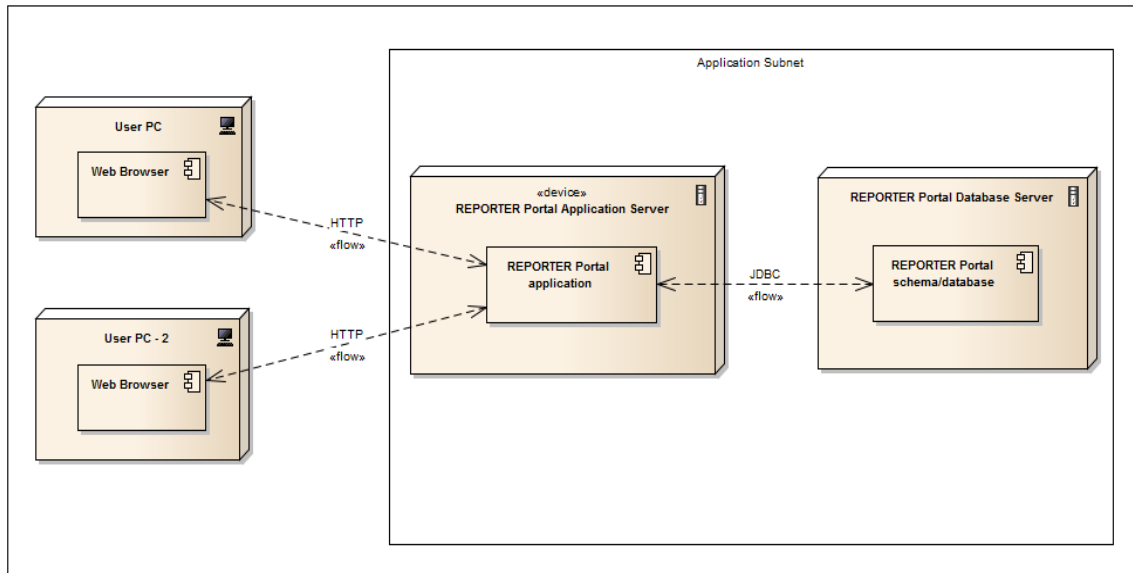 Application Subnet
User PC
Web Browser
HTTP
«flow»
User PC - 2
Web Browser
HTTP
«flow»
«device»
REPORTER Portal Application Server
REPORTER Portal
application
JDBC
«flow»
REPORTER Portal Database Server
REPORTER Portal
schema/database